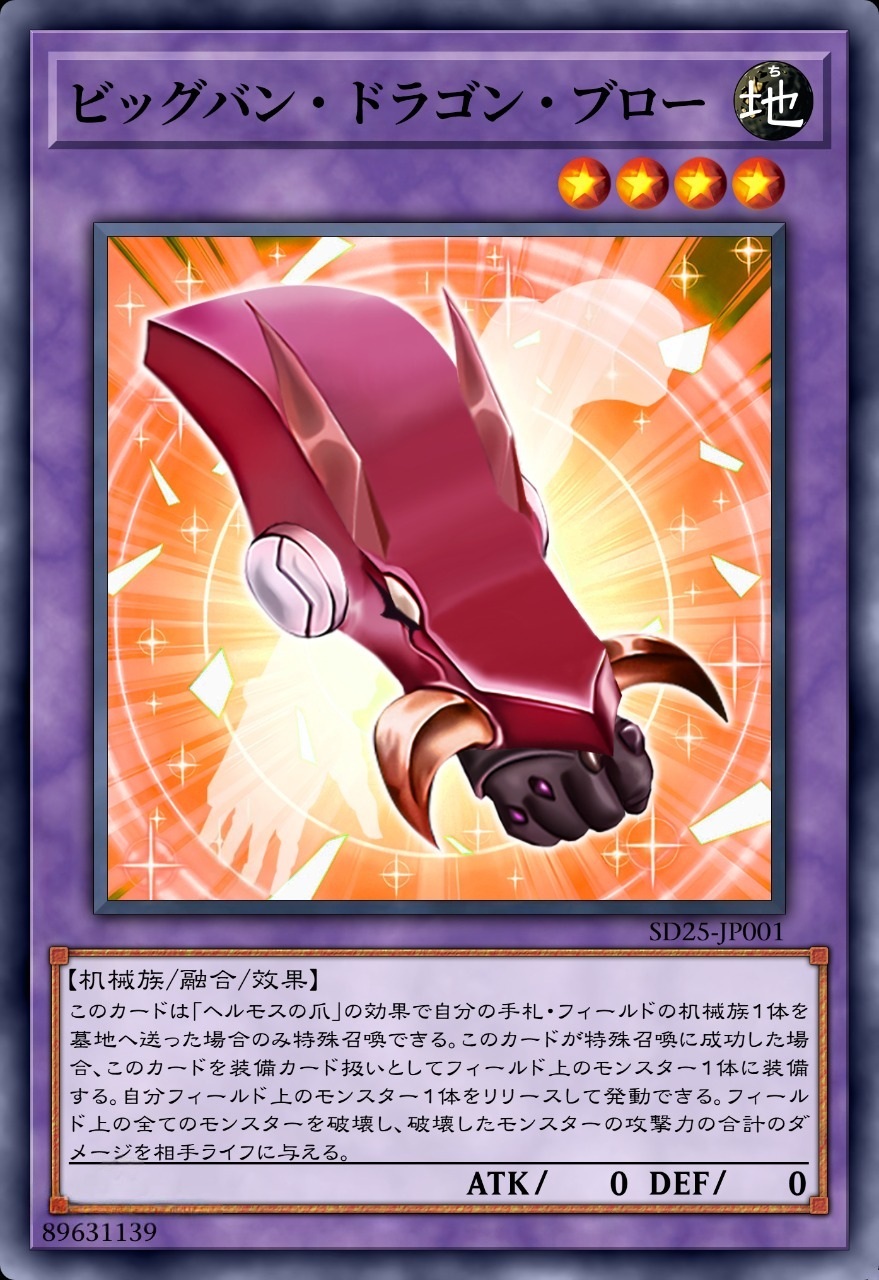 ビッグバン・ドラゴン・ブロー
ち
地
SD25-JP001
【机械族/融合/效果】
このカードは「ヘルモスの爪」の効果で自分の手札・フィールドの机械族1体を
墓地へ送った場合のみ特殊召喚できる。このカードが特殊召喚に成功した場
合、このカードを装備カード扱いとしてフィールド上のモンスター1体に装備
する。自分フィールド上のモンスター1体をリリースして発動できる。フィール
ド上の全てのモンスターを破壊し、破壊したモンスターの攻撃力の合計のダ
メージを相手ライフに与える。
ATK/ 0 DEF/ 0
89631139